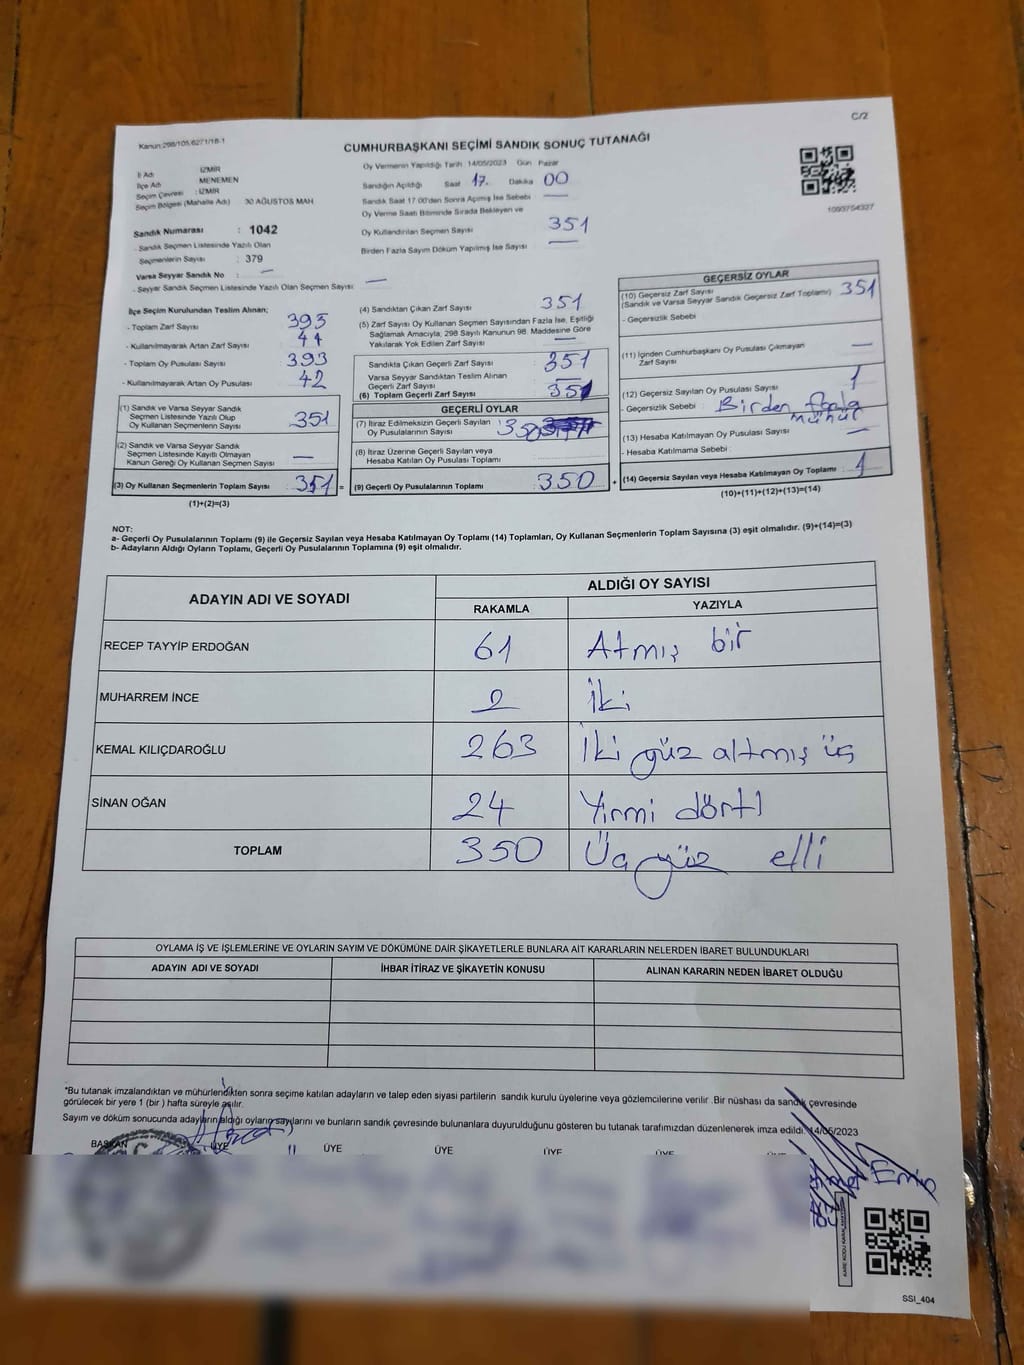 C/2
Kanun:298/105,6271/18-1
CUMHURBAŞKANI SEÇİMİ SANDIK SONUÇ TUTANAĞI
İl Adı : İZMİR
İlçe Adı : MENEMEN
Seçim Çevresi : İZMİR
Seçim Bölgesi (Mahalle Adı) 30 AĞUSTOS MAH
Sandık Numarası : 1042
- Sandık Seçmen Listesinde Yazılı Olan
Seçmenlerin Sayısı : 379
Varsa Seyyar Sandık No : —
- Seyyar Sandık Seçmen Listesinde Yazılı Olan Seçmen Sayısı : —
Oy Vermenin Yapıldığı Tarih : 14/05/2023 Gün Pazar
Sandığın Açıldığı Saat 17. Dakika 00
Sandık Saat 17:00'den Sonra Açımış İse Sebebi —
Oy Verme Saati Bitiminde Sırada Bekleyen ve
Oy Kullandırılan Seçmen Sayısı 351
Birden Fazla Sayım Döküm Yapılmış İse Sayısı —
1093754327
İlçe Seçim Kurulundan Teslim Alınan;
- Toplam Zarf Sayısı 395
- Kullanılmayarak Artan Zarf Sayısı 44
- Toplam Oy Pusulası Sayısı 393
- Kullanılmayarak Artan Oy Pusulası 42
(1) Sandık ve Varsa Seyyar Sandık
Seçmen Listesinde Yazılı Olup
Oy Kullanan Seçmenlerin Sayısı 351
(2) Sandık ve Varsa Seyyar Sandık
Seçmen Listesinde Kayıtlı Olmayan
Kanun Gereği Oy Kullanan Seçmen Sayısı —
(3) Oy Kullanan Seçmenlerin Toplam Sayısı 351 =
(1)+(2)=(3)
(4) Sandıktan Çıkan Zarf Sayısı 351
(5) Zarf Sayısı Oy Kullanan Seçmen Sayısından Fazla İse, Eşitliği
Sağlamak Amacıyla, 298 Sayılı Kanunun 98. Maddesine Göre
Yakılarak Yok Edilen Zarf Sayısı —
Sandıkta Çıkan Geçerli Zarf Sayısı 351
Varsa Seyyar Sandıktan Teslim Alınan
Geçerli Zarf Sayısı —
(6) Toplam Geçerli Zarf Sayısı 351
GEÇERLİ OYLAR
(7) İtiraz Edilmeksizin Geçerli Sayılan
Oy Pusulalarının Sayısı 350
(8) İtiraz Üzerine Geçerli Sayılan veya
Hesaba Katılan Oy Pusulası Toplamı
(9) Geçerli Oy Pusulalarının Toplamı 350 +
GEÇERSİZ OYLAR
(10) Geçersiz Zarf Sayısı
(Sandık ve Varsa Seyyar Sandık Geçersiz Zarf Toplamı) 351
- Geçersizlik Sebebi
(11) İçinden Cumhurbaşkanı Oy Pusulası Çıkmayan
Zarf Sayısı —
(12) Geçersiz Sayılan Oy Pusulası Sayısı 1
- Geçersizlik Sebebi : Birden fazla
mühür
(13) Hesaba Katılmayan Oy Pusulası Sayısı —
- Hesaba Katılmama Sebebi :
(14) Geçersiz Sayılan veya Hesaba Katılmayan Oy Toplamı : 1
(10)+(11)+(12)+(13)=(14)
NOT:
a- Geçerli Oy Pusulalarının Toplamı (9) ile Geçersiz Sayılan veya Hesaba Katılmayan Oy Toplamı (14) Toplamları, Oy Kullanan Seçmenlerin Toplam Sayısına (3) eşit olmalıdır. (9)+(14)=(3)
b- Adayların Aldığı Oyların Toplamı, Geçerli Oy Pusulalarının Toplamına (9) eşit olmalıdır.
ADAYIN ADI VE SOYADI
ALDIĞI OY SAYISI
RAKAMLA YAZIYLA
RECEP TAYYİP ERDOĞAN 61 Atmış bir
MUHARREM İNCE 2 İki
KEMAL KILIÇDAROĞLU 263 İki yüz altmış üç
SİNAN OĞAN 24 Yirmi dört
TOPLAM 350 Üç yüz elli
OYLAMA İŞ VE İŞLEMLERİNE VE OYLARIN SAYIM VE DÖKÜMÜNE DAİR ŞİKAYETLERLE BUNLARA AİT KARARLARIN NELERDEN İBARET BULUNDUKLARI
ADAYIN ADI VE SOYADI İHBAR İTİRAZ VE ŞİKAYETİN KONUSU ALINAN KARARIN NEDEN İBARET OLDUĞU
*Bu tutanak imzalandıktan ve mühürlendikten sonra seçime katılan adayların ve talep eden siyasi partilerin sandık kurulu üyelerine veya gözlemcilerine verilir .Bir nüshası da sandık çevresinde
görülecek bir yere 1 (bir ) hafta süreyle asılır.
Sayım ve döküm sonucunda adayların aldığı oyların sayılarını ve bunların sandık çevresinde bulunanlara duyurulduğunu gösteren bu tutanak tarafımızdan düzenlenerek imza edildi. 14/05/2023
BAŞKAN ÜYE ÜYE ÜYE ÜYE ÜYE
Emin
SSI_404